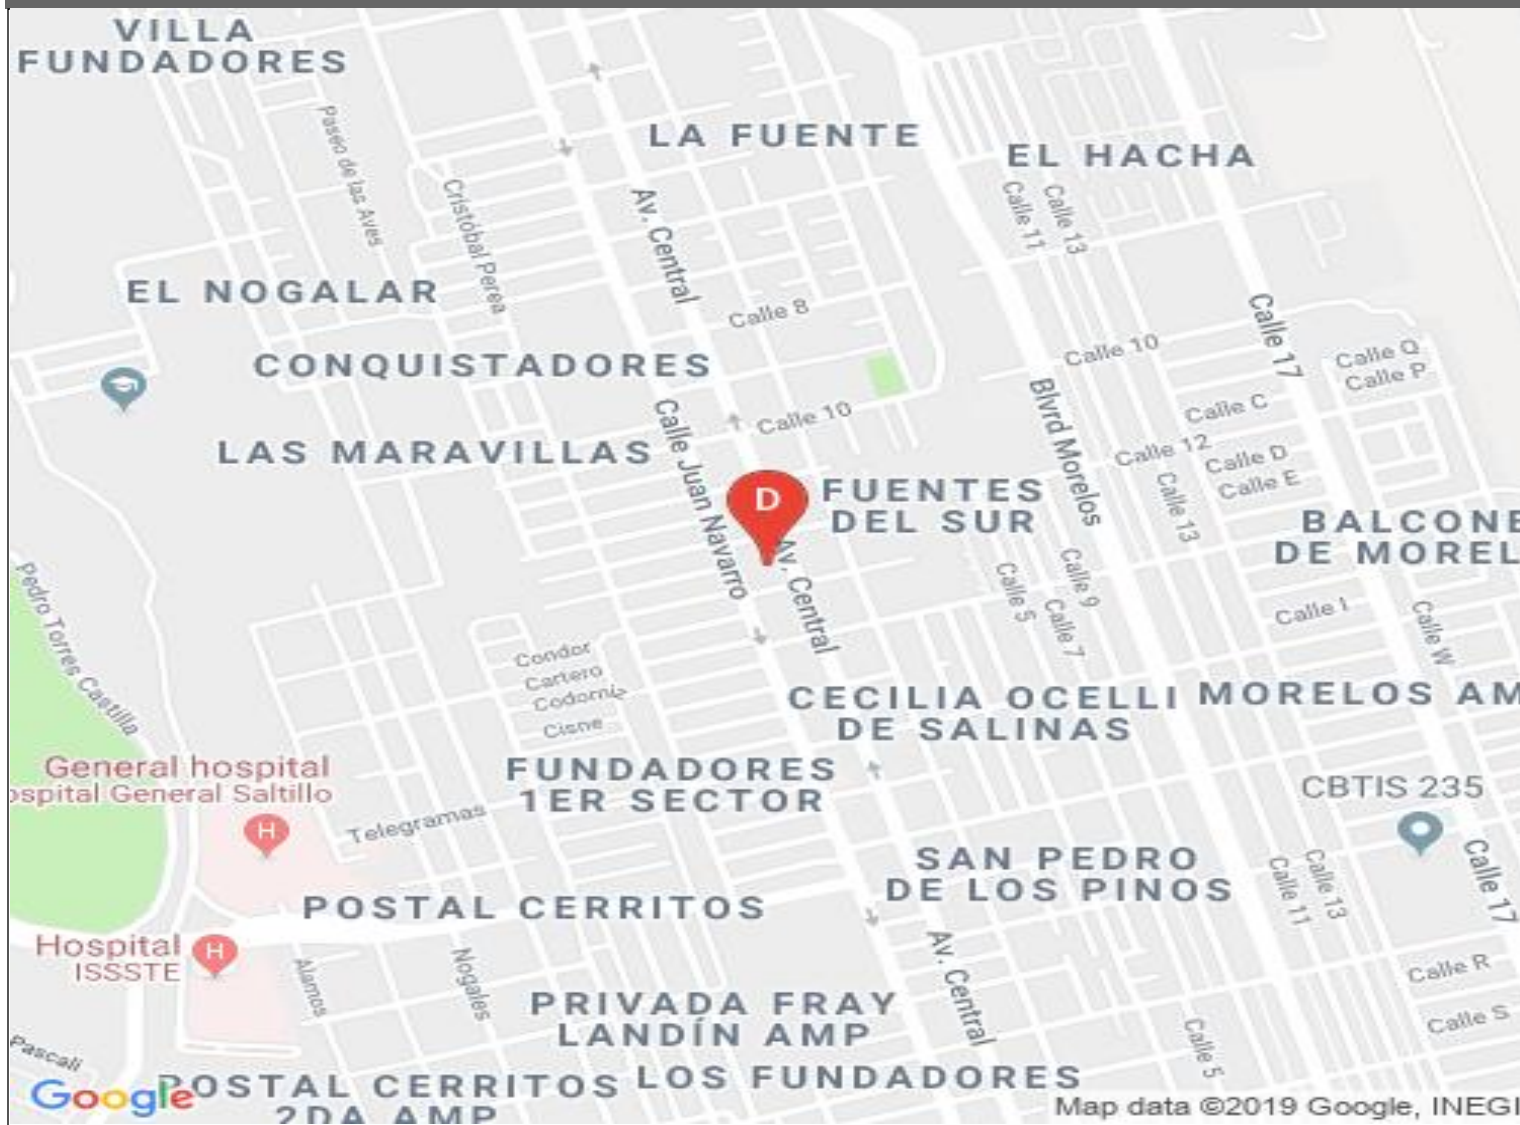 VILLA
FUNDADORES
LA FUENTE
EL HACHA
Paseo de las Aves
Cristobal Perea
Av. Central
Calle 11
Calle 13
EL NOGALAR
Calle 8
Calle 17
CONQUISTADORES
Calle 10
Calle Q
Calle P
Calle Juan Navarro
Calle 10
Blvrd Morelos
Calle C
LAS MARAVILLAS
Calle 12
Calle D
Calle E
Calle 13
D
FUENTES
DEL SUR
BALCONE
DE MOREL
Av. Central
Pedro Torres Castilla
Calle 5
Calle 9
Calle 7
Calle I
Calle W
Condor
Cartero
Codorniz
Cisne
CECILIA OCELLI
DE SALINAS
MORELOS AM
General hospital
ospital General Saltillo
H
FUNDADORES
1ER SECTOR
CBTIS 235
Telegramas
SAN PEDRO
DE LOS PINOS
Calle 11
Calle 13
Calle 17
POSTAL CERRITOS
Hospital
ISSSTE
H
Alamos
Nogales
Av. Central
Calle R
PRIVADA FRAY
LANDÍN AMP
Calle S
Calle 5
Pascali
Google
POSTAL CERRITOS
2DA AMP
LOS FUNDADORES
Map data ©2019 Google, INEGI